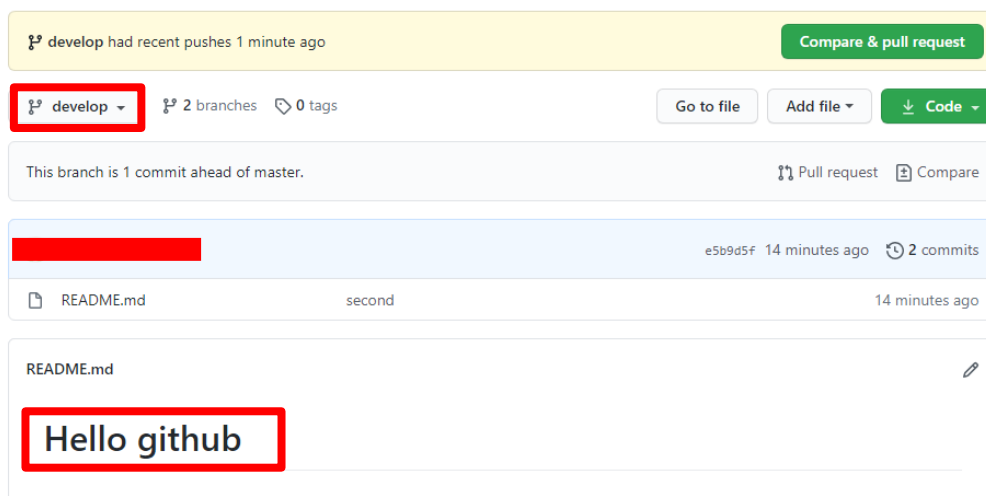 develop had recent pushes 1 minute ago Compare & pull request
develop 2 branches 0 tags Go to file Add file Code
This branch is 1 commit ahead of master. Pull request Compare
e5b9d5f 14 minutes ago 2 commits
README.md second 14 minutes ago
README.md
Hello github